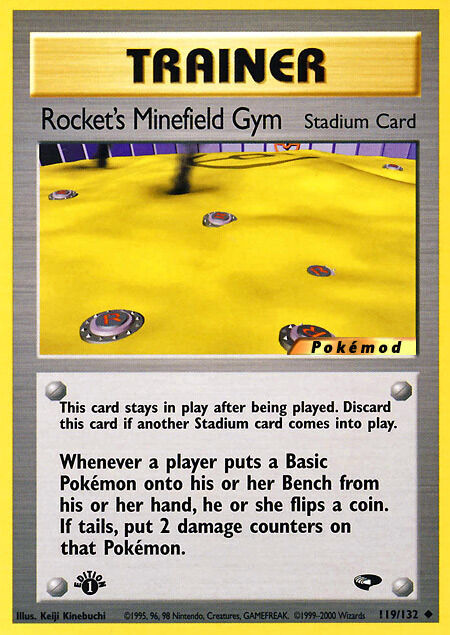 TRAINER
Rocket's Minefield Gym Stadium Card
Pokémod
This card stays in play after being played. Discard
this card if another Stadium card comes into play.
Whenever a player puts a Basic
Pokémon onto his or her Bench from
his or her hand, he or she flips a coin.
If tails, put 2 damage counters on
that Pokémon.
EDITION
1
Illus. Keiji Kinebuchi ©1995, 96, 98 Nintendo, Creatures, GAMEFREAK. ©1999-2000 Wizards 119/132